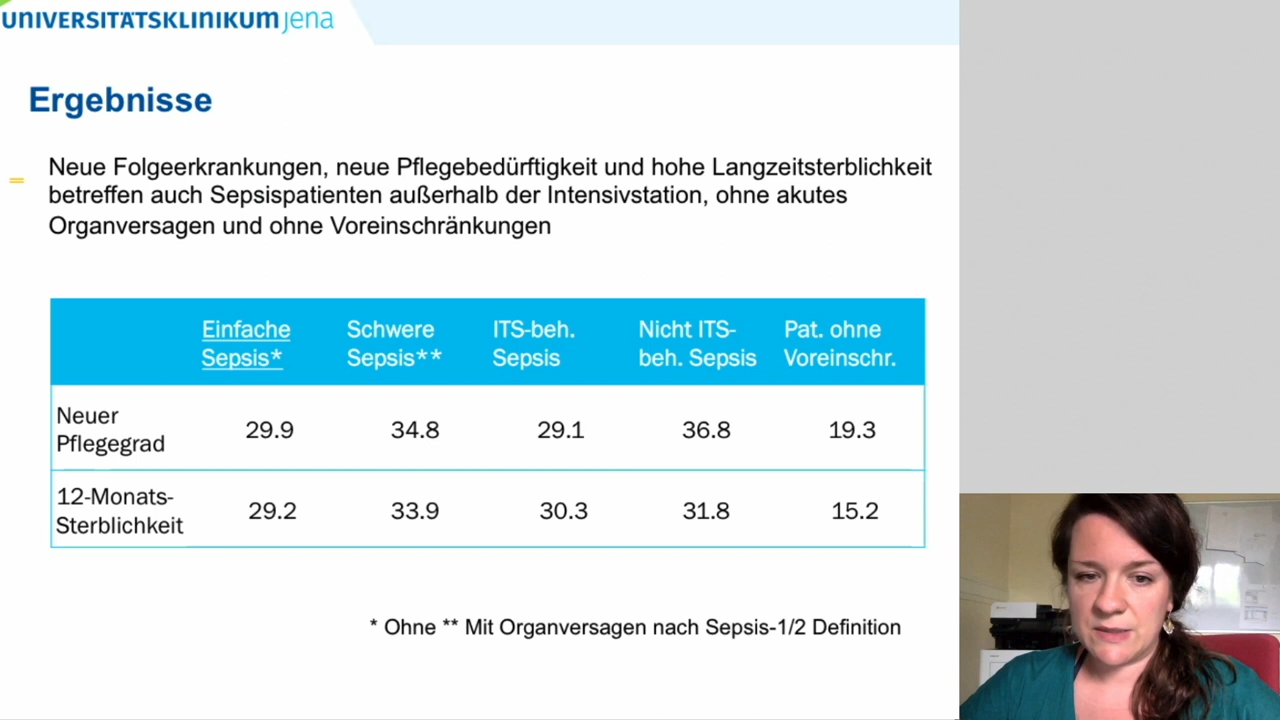 UNIVERSITÄTSKLINIKUM jena
Ergebnisse
Neue Folgeerkrankungen, neue Pflegebedürftigkeit und hohe Langzeitsterblichkeit
betreffen auch Sepsispatienten außerhalb der Intensivstation, ohne akutes
Organversagen und ohne Voreinschränkungen
Einfache Sepsis* Schwere Sepsis** ITS-beh. Sepsis Nicht ITS-beh. Sepsis Pat. ohne Voreinschr.
Neuer Pflegegrad 29.9 34.8 29.1 36.8 19.3
12-Monats-Sterblichkeit 29.2 33.9 30.3 31.8 15.2
* Ohne ** Mit Organversagen nach Sepsis-1/2 Definition